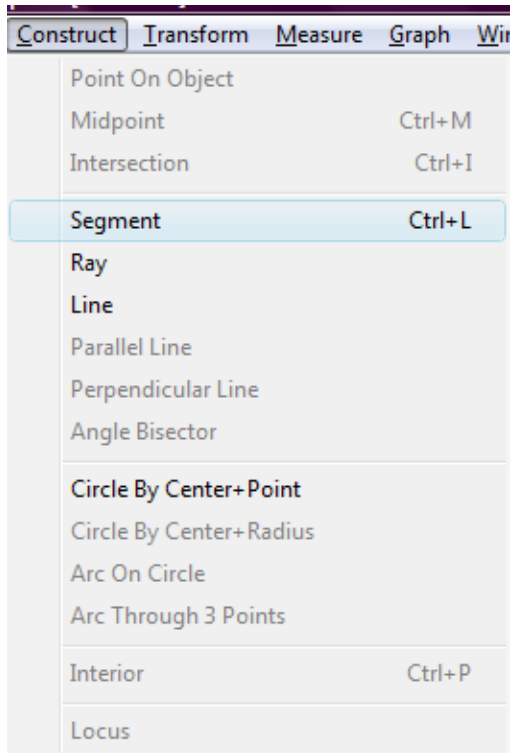 Construct Transform Measure Graph
Point On Object
Midpoint Ctrl+M
Intersection Ctrl+I
Segment Ctrl+L
Ray
Line
Parallel Line
Perpendicular Line
Angle Bisector
Circle By Center+Point
Circle By Center+Radius
Arc On Circle
Arc Through 3 Points
Interior Ctrl+P
Locus